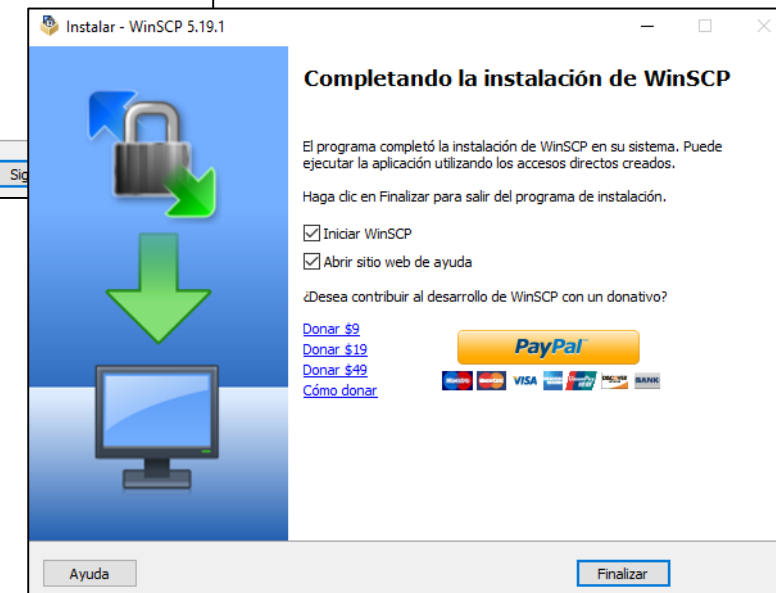 Instalar - WinSCP 5.19.1
Completando la instalación de WinSCP
El programa completó la instalación de WinSCP en su sistema. Puede
ejecutar la aplicación utilizando los accesos directos creados.
Haga clic en Finalizar para salir del programa de instalación.
Iniciar WinSCP
Abrir sitio web de ayuda
¿Desea contribuir al desarrollo de WinSCP con un donativo?
Donar $9
Donar $19
Donar $49
Cómo donar
PayPal
Maestro MasterCard VISA DISCOVER BANK
Sig
Ayuda
Finalizar